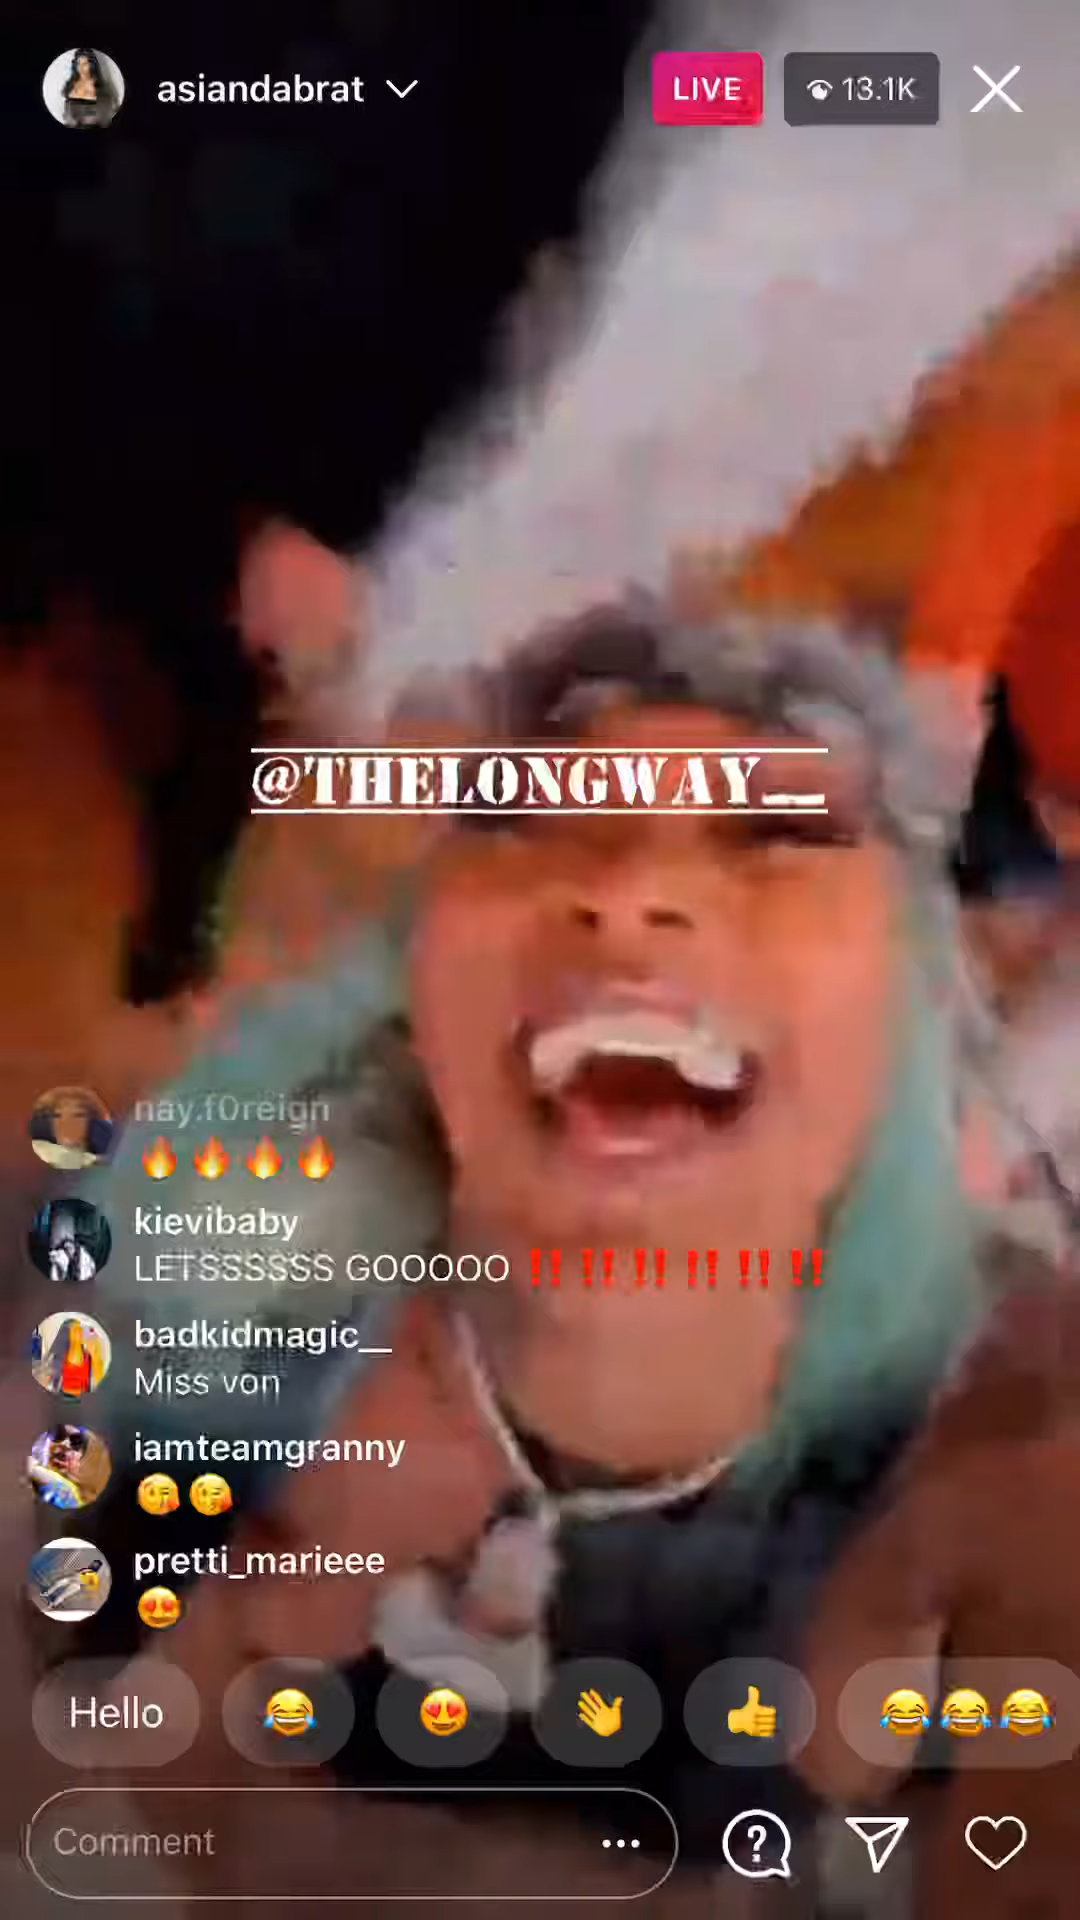 asiandabrat
LIVE
13.1K
@THELONGWAY__
nay.f0reign
🔥 🔥 🔥 🔥
kievibaby
LETSSSSSS GOOOOO ‼️ ‼️ ‼️ ‼️ ‼️ ‼️
badkidmagic__
Miss von
iamteamgranny
😘 😘
pretti_marieee
😍
Hello 😂 😍 👋 👍 😂 😂 😂
Comment ...